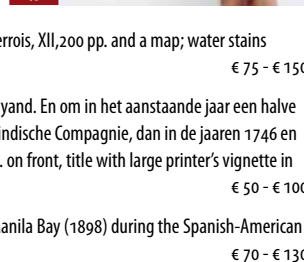 errois, XII,200 pp. and a map; water stains
€ 75 - € 150
yand. En om in het aanstaande jaar een halve
indische Compagnie, dan in de jaaren 1746 en
. on front, title with large printer's vignette in
€ 50 - € 100
Manila Bay (1898) during the Spanish-American
€ 70 - € 130